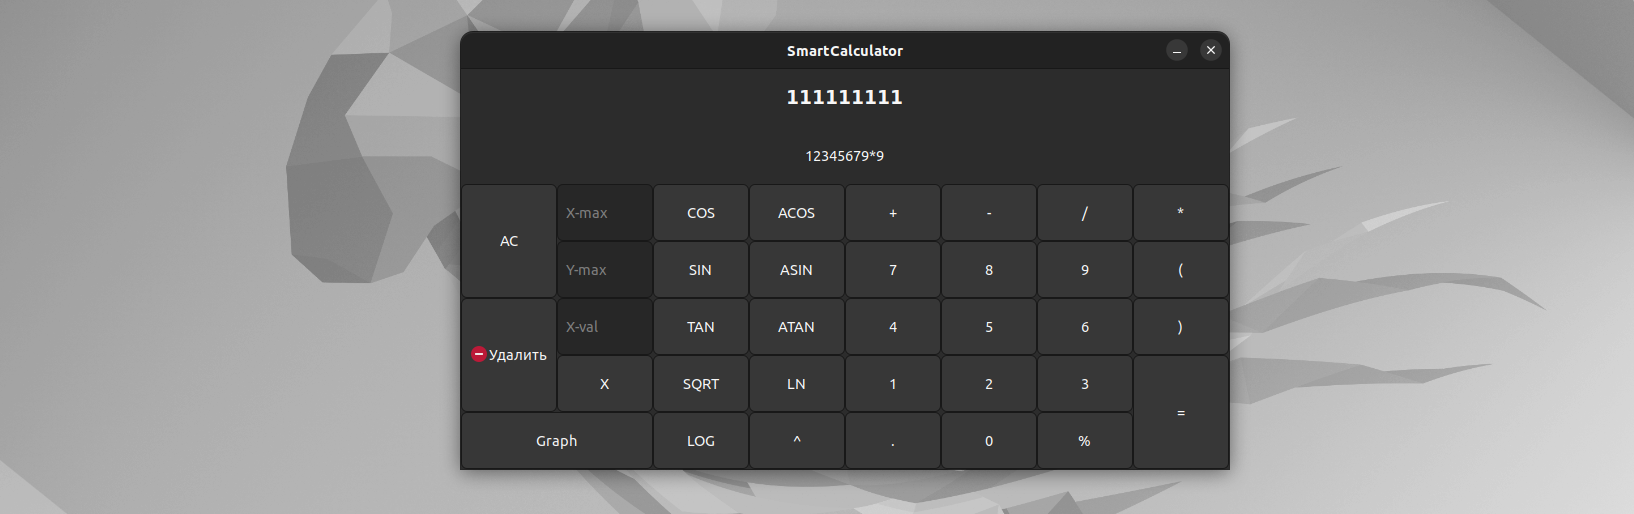 SmartCalculator
111111111
12345679*9
AC
X-max
COS
ACOS
+
-
/
*
Y-max
SIN
ASIN
7
8
9
(
Удалить
X-val
TAN
ATAN
4
5
6
)
X
SQRT
LN
1
2
3
=
Graph
LOG
^
.
0
%